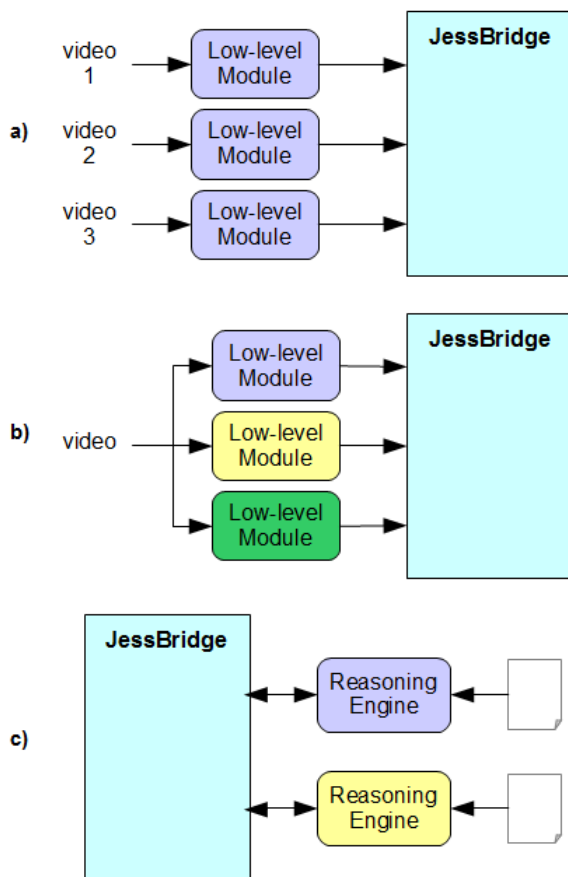 JessBridge
video
1
Low-level
Module
a)
video
2
Low-level
Module
video
3
Low-level
Module
JessBridge
Low-level
Module
b)
video
Low-level
Module
Low-level
Module
JessBridge
Reasoning
Engine
c)
Reasoning
Engine